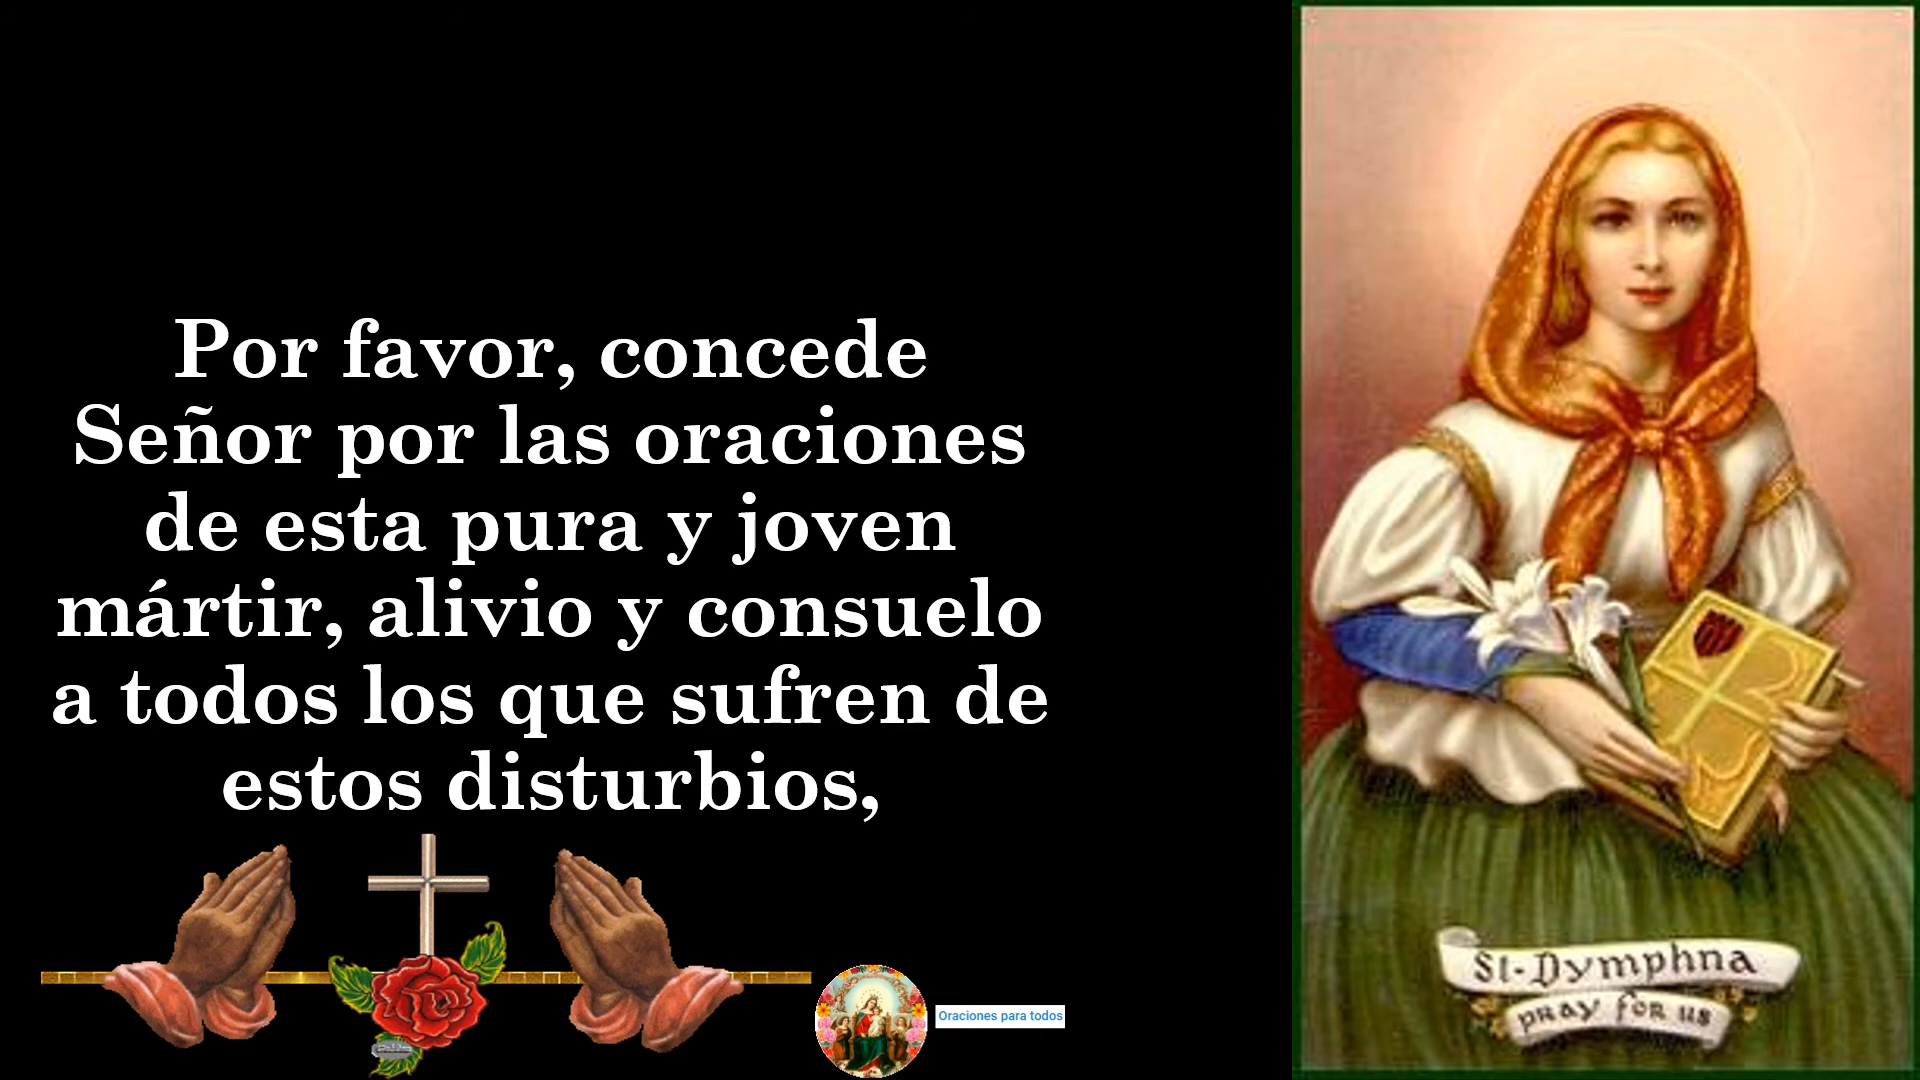 Por favor, concede
Señor por las oraciones
de esta pura y joven
mártir, alivio y consuelo
a todos los que sufren de
estos disturbios,
Oraciones para todos
St-Dymphna
pray for us